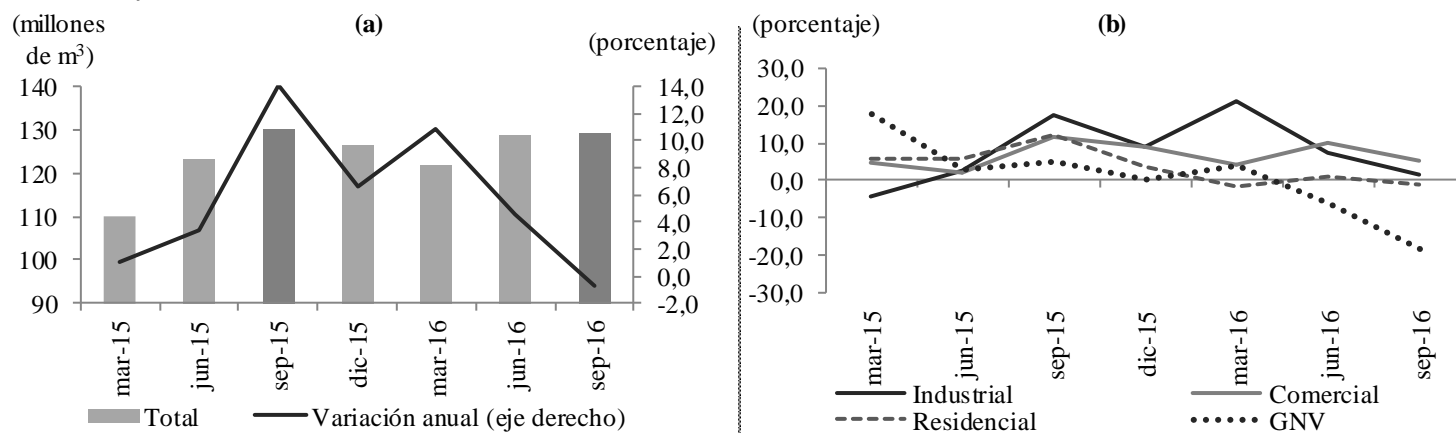 (millones
de m³)
(a)
(porcentaje)
140
130
120
110
100
90
14,0
12,0
10,0
8,0
6,0
4,0
2,0
0,0
-2,0
mar-15
jun-15
sep-15
dic-15
mar-16
jun-16
sep-16
Total
Variación anual (eje derecho)
(porcentaje)
(b)
30,0
20,0
10,0
0,0
-10,0
-20,0
-30,0
mar-15
jun-15
sep-15
dic-15
mar-16
jun-16
sep-16
Industrial
Comercial
Residencial
GNV